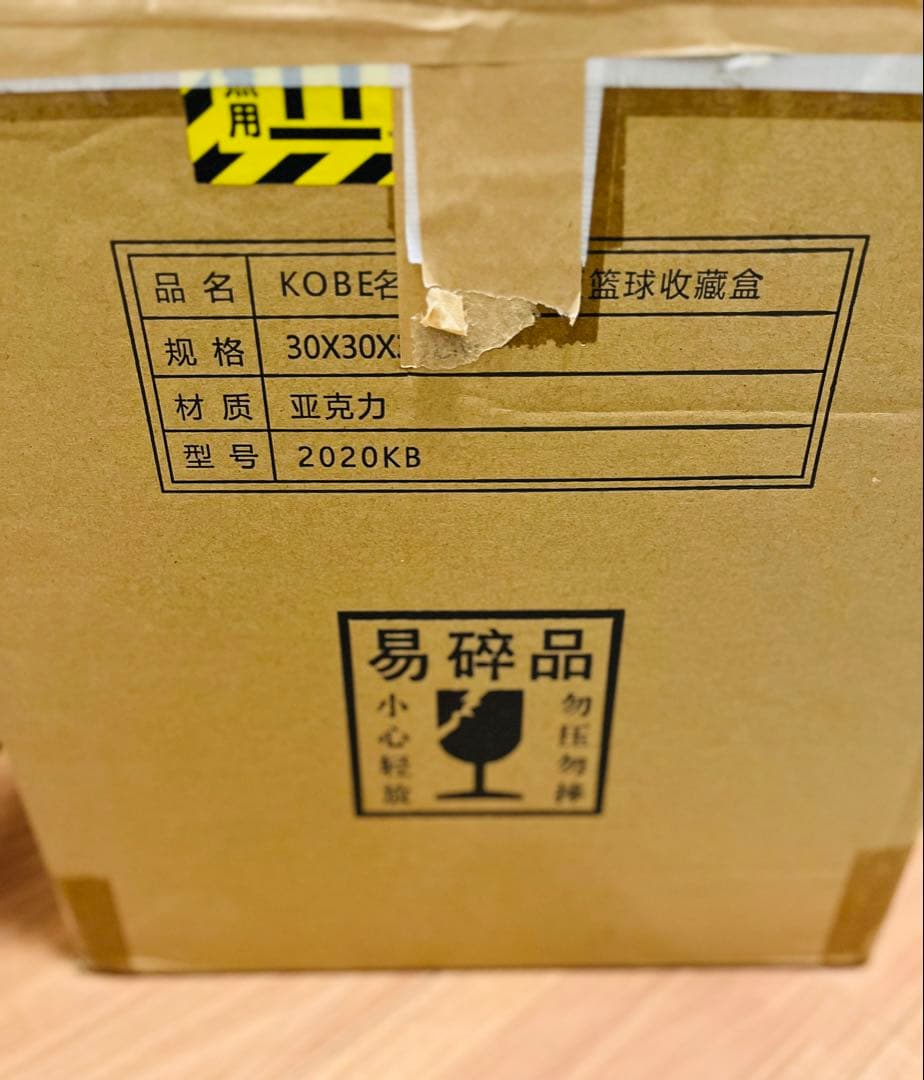 用
品名 KOBE名 篮球收藏盒
规格 30X30X
材质 亚克力
型号 2020KB
易碎品
小心轻放
勿压勿摔